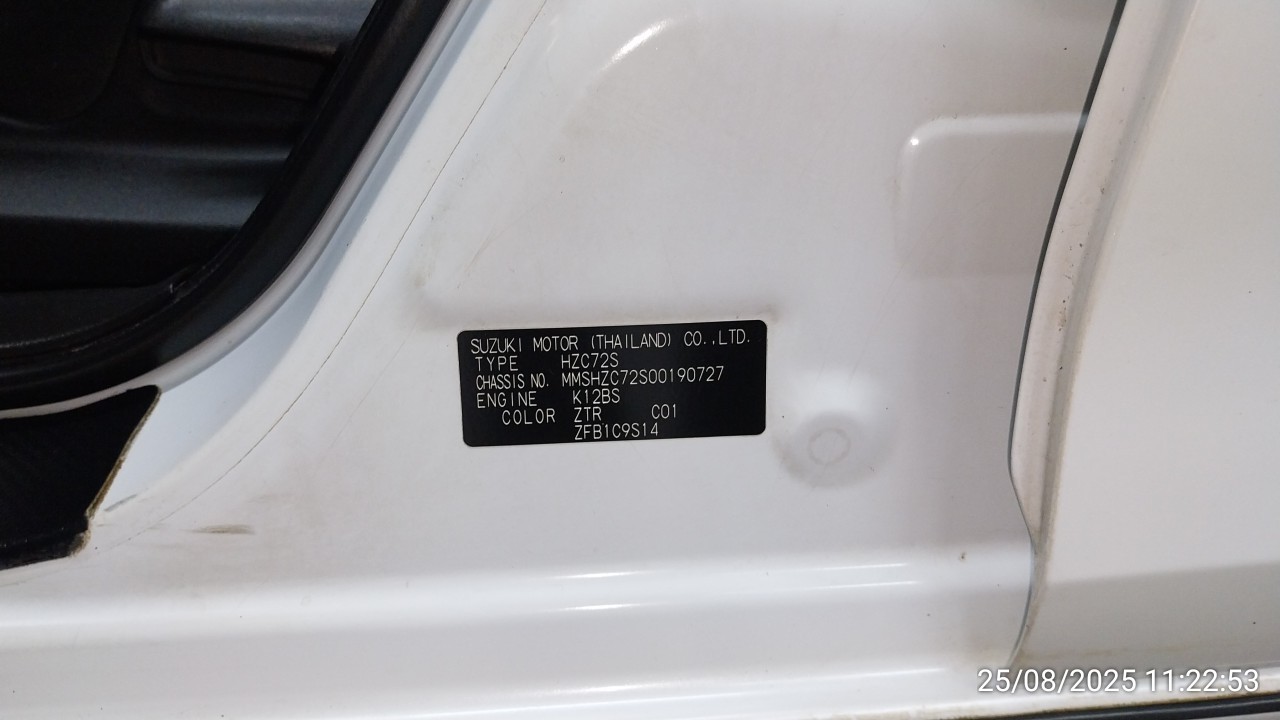 SUZUKI MOTOR (THAILAND) CO.,LTD.
TYPE HZC72S
CHASSIS NO. MMSHZC72S00190727
ENGINE K12BS
COLOR ZTR C01
ZFB1C9S14
25/08/2025 11:22:53